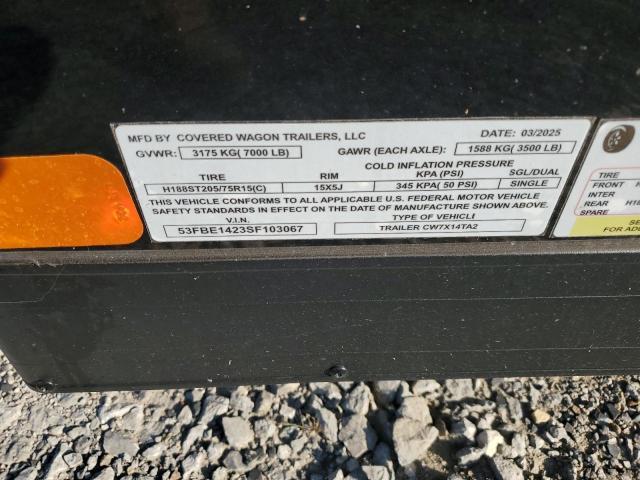 MFD BY COVERED WAGON TRAILERS, LLC DATE: 03/2025
GVWR: 3175 KG( 7000 LB) GAWR (EACH AXLE): 1588 KG( 3500 LB)
COLD INFLATION PRESSURE
TIRE RIM KPA (PSI) SGL/DUAL
H188ST205/75R15(C) 15X5J 345 KPA( 50 PSI) SINGLE
THIS VEHICLE CONFORMS TO ALL APPLICABLE U.S. FEDERAL MOTOR VEHICLE
SAFETY STANDARDS IN EFFECT ON THE DATE OF MANUFACTURE SHOWN ABOVE.
V.I.N. TYPE OF VEHICLI
53FBE1423SF103067 TRAILER CW7X14TA2
TIRE
FRONT
INTER
REAR
SPARE
FOR